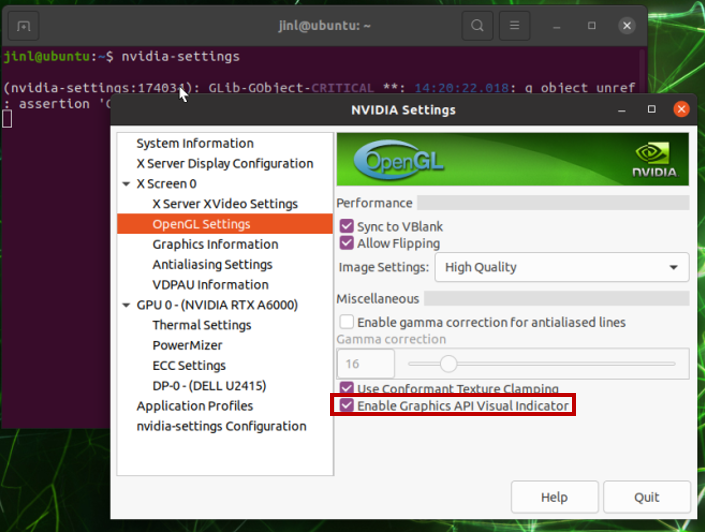 jinl@ubuntu: ~
jinl@ubuntu:~$ nvidia-settings
(nvidia-settings:174034): GLib-GObject-CRITICAL **: 14:20:22.018: g_object_unref
: assertion
NVIDIA Settings
System Information
X Server Display Configuration
X Screen 0
X Server XVideo Settings
OpenGL Settings
Graphics Information
Antialiasing Settings
VDPAU Information
GPU 0 - (NVIDIA RTX A6000)
Thermal Settings
PowerMizer
ECC Settings
DP-0 - (DELL U2415)
Application Profiles
nvidia-settings Configuration
OpenGL
NVIDIA
Performance
Sync to VBlank
Allow Flipping
Image Settings: High Quality
Miscellaneous
Enable gamma correction for antialiased lines
Gamma correction
16
Use Conformant Texture Clamping
Enable Graphics API Visual Indicator
Help
Quit